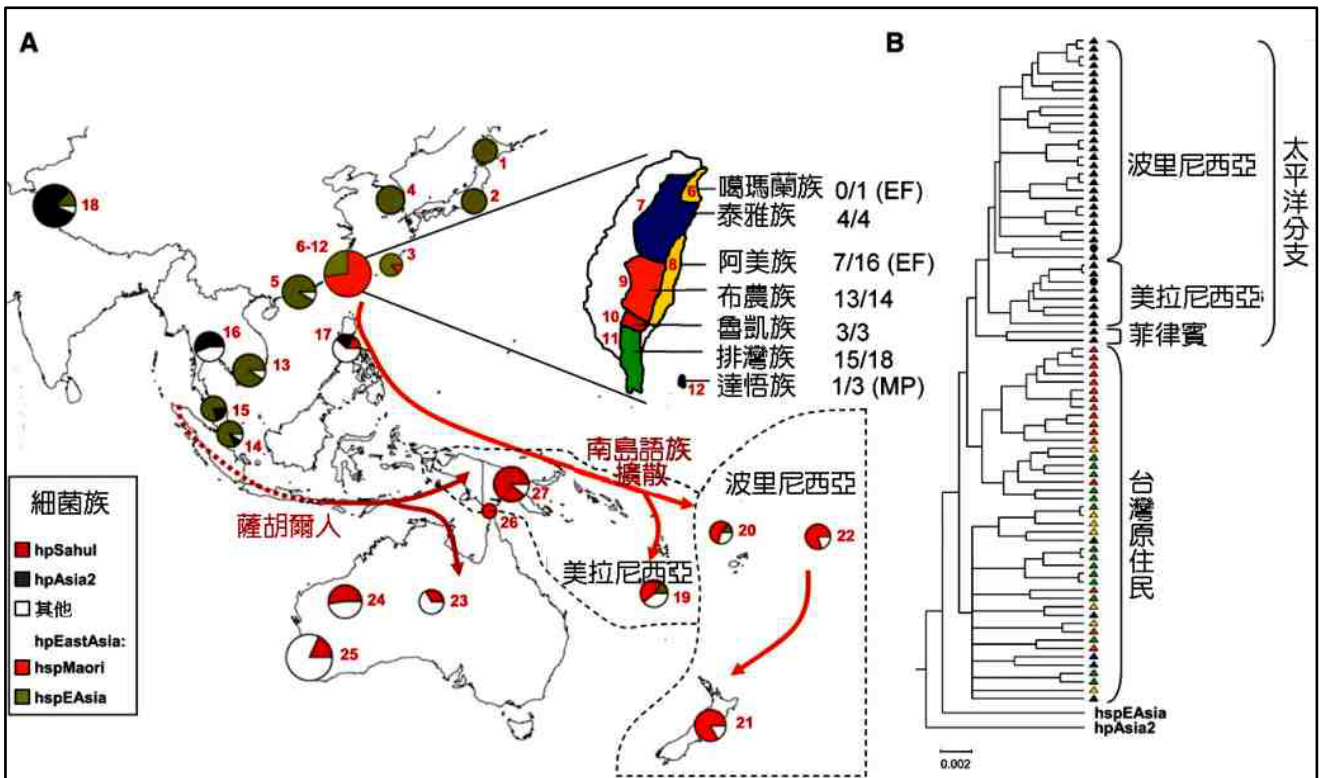 A
18
4
1
2
3
6-12
5
16
17
13
15
14
6
7
8
9
10
11
12
噶瑪蘭族 0/1 (EF)
泰雅族 4/4
阿美族 7/16 (EF)
布農族 13/14
魯凱族 3/3
排灣族 15/18
達悟族 1/3 (MP)
南島語族
擴散
薩胡爾人
波里尼西亞
美拉尼西亞
27
26
20
22
19
24
23
25
21
細菌族
hpSahul
hpAsia2
其他
hpEastAsia:
hspMaori
hspEAsia
B
波里尼西亞
美拉尼西亞
菲律賓
太平洋分支
台灣原住民
hspEAsia
hpAsia2
0.002